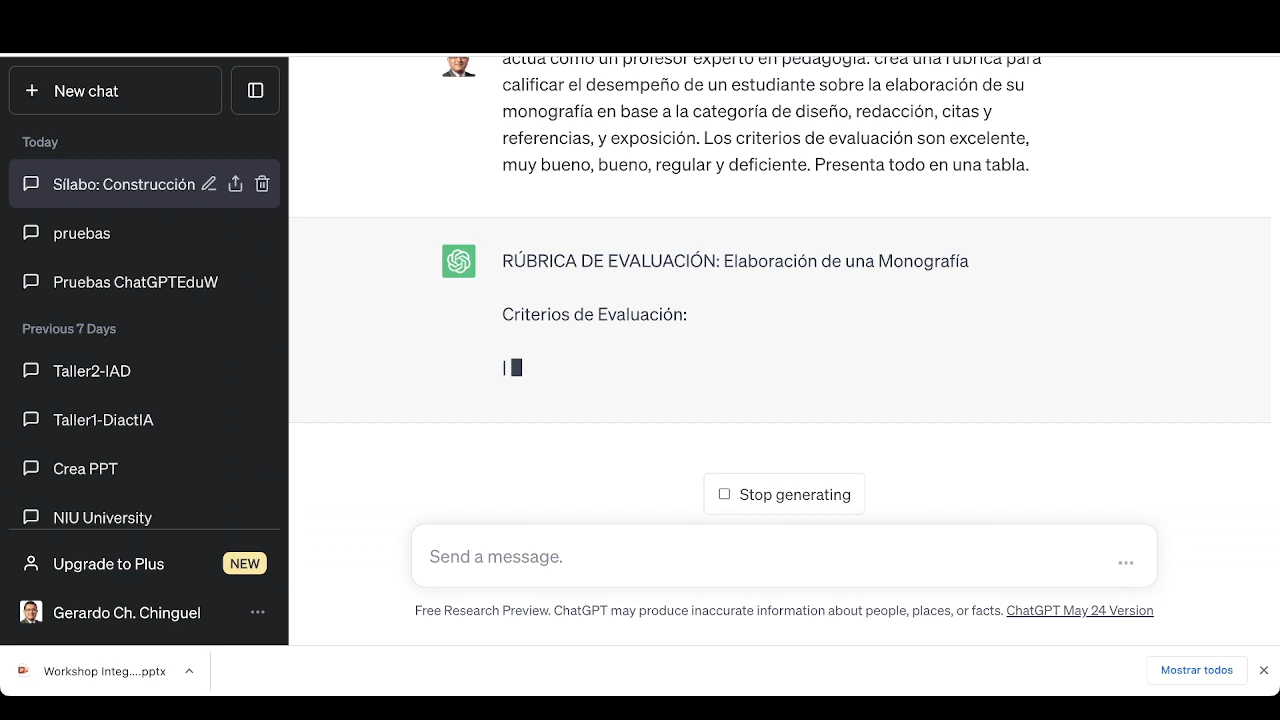 New chat
Today
Sílabo: Construcción
pruebas
Pruebas ChatGPTEduW
Previous 7 Days
Taller2-IAD
Taller1-DiactIA
Crea PPT
NIU University
Upgrade to Plus
NEW
Gerardo Ch. Chinguel
actúa como un profesor experto en pedagogía. crea una rúbrica para
calificar el desempeño de un estudiante sobre la elaboración de su
monografía en base a la categoría de diseño, redacción, citas y
referencias, y exposición. Los criterios de evaluación son excelente,
muy bueno, bueno, regular y deficiente. Presenta todo en una tabla.
RÚBRICA DE EVALUACIÓN: Elaboración de una Monografía
Criterios de Evaluación:
|
Stop generating
Send a message.
Free Research Preview. ChatGPT may produce inaccurate information about people, places, or facts. ChatGPT May 24 Version
Workshop Integ....pptx
Mostrar todos